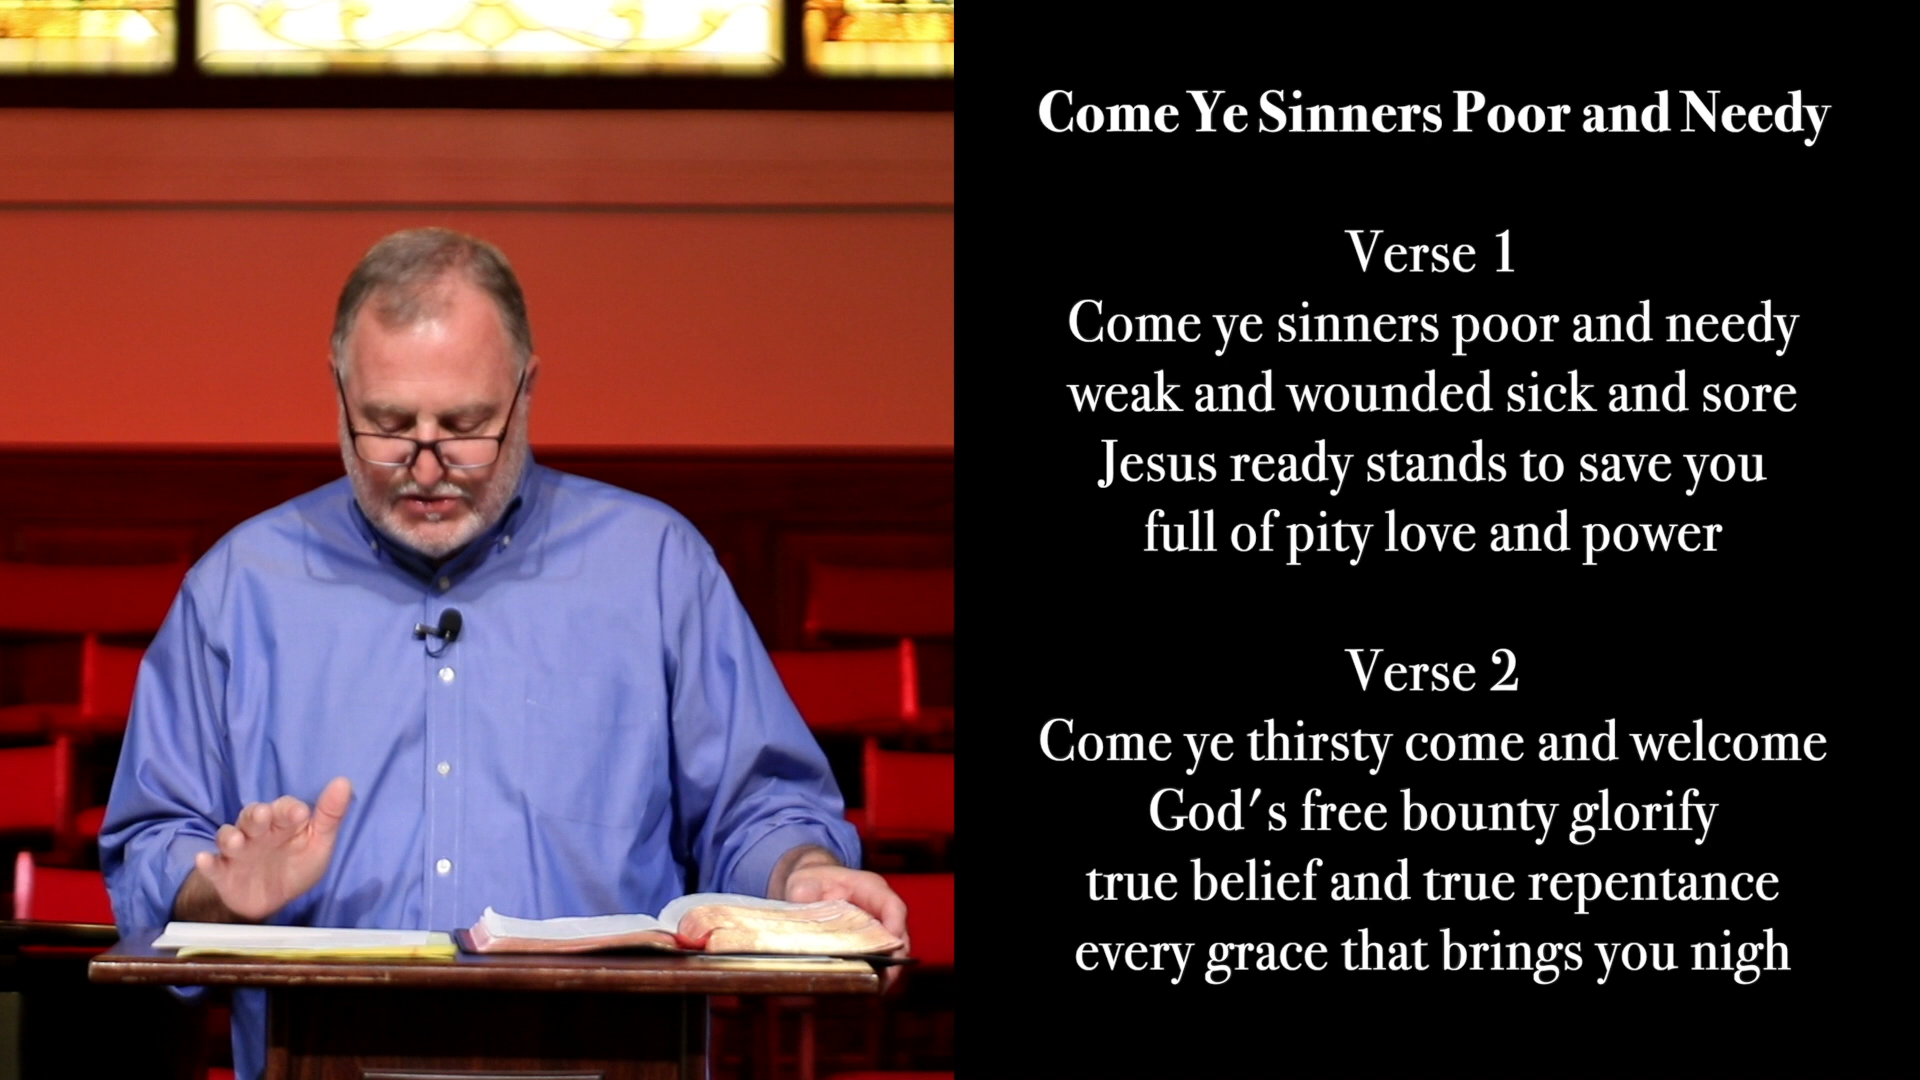 Come Ye Sinners Poor and Needy
Verse 1
Come ye sinners poor and needy
weak and wounded sick and sore
Jesus ready stands to save you
full of pity love and power
Verse 2
Come ye thirsty come and welcome
God's free bounty glorify
true belief and true repentance
every grace that brings you nigh